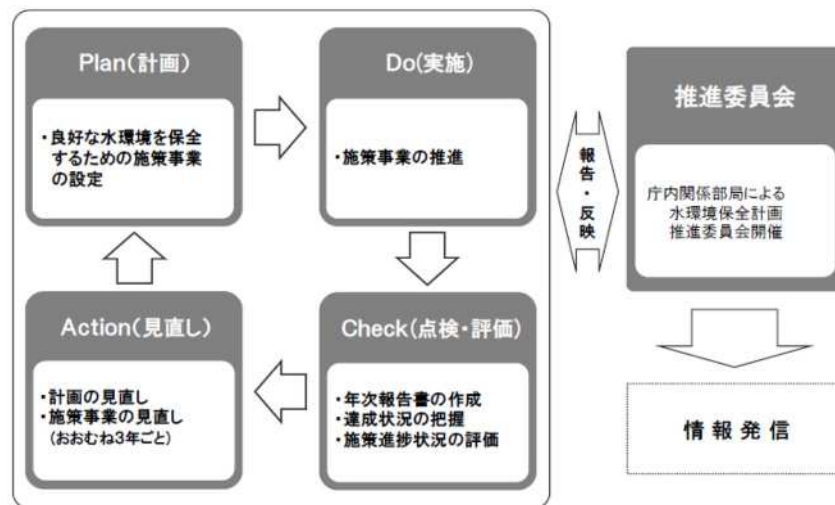 Plan(計画)
・良好な水環境を保全
するための施策事業
の設定
Do(実施)
・施策事業の推進
Action(見直し)
・計画の見直し
・施策事業の見直し
(おおむね3年ごと)
Check(点検・評価)
・年次報告書の作成
・達成状況の把握
・施策進捗状況の評価
報告・反映
推進委員会
庁内関係部局による
水環境保全計画
推進委員会開催
情報発信